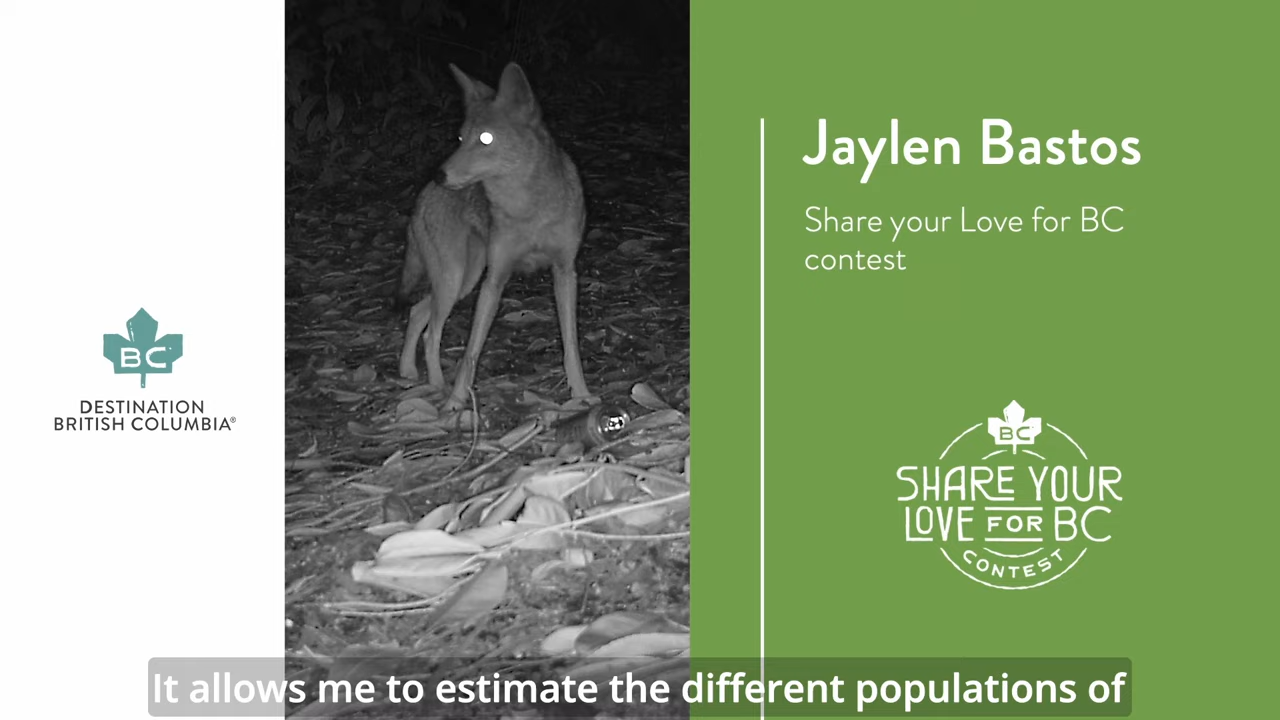 BC
DESTINATION
BRITISH COLUMBIA®
Jaylen Bastos
Share your Love for BC
contest
BC
SHARE YOUR
LOVE FOR BC
CONTEST
It allows me to estimate the different populations of